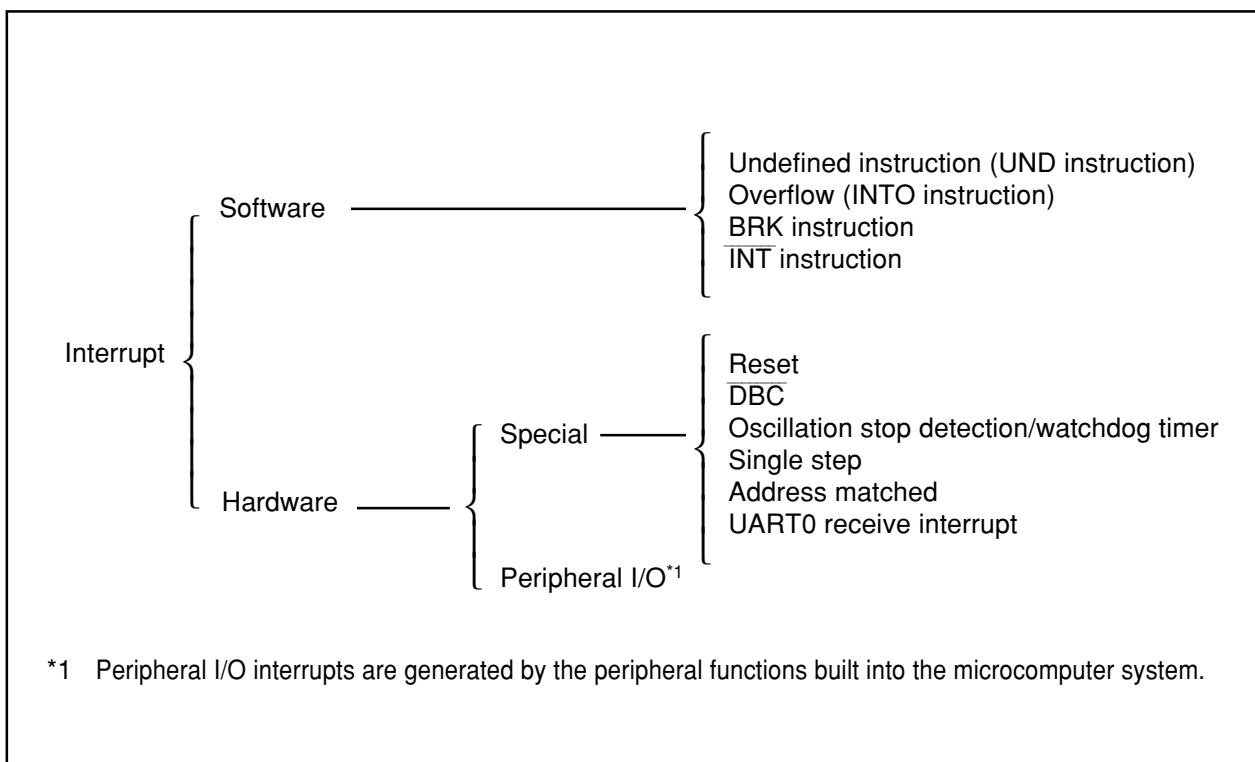 Undefined instruction (UND instruction)
Overflow (INTO instruction)
BRK instruction
I̅N̅T̅ instruction
Software
Interrupt
Reset
D̅B̅C̅
Oscillation stop detection/watchdog timer
Single step
Address matched
UART0 receive interrupt
Special
Hardware
Peripheral I/O*1
*1 Peripheral I/O interrupts are generated by the peripheral functions built into the microcomputer system.